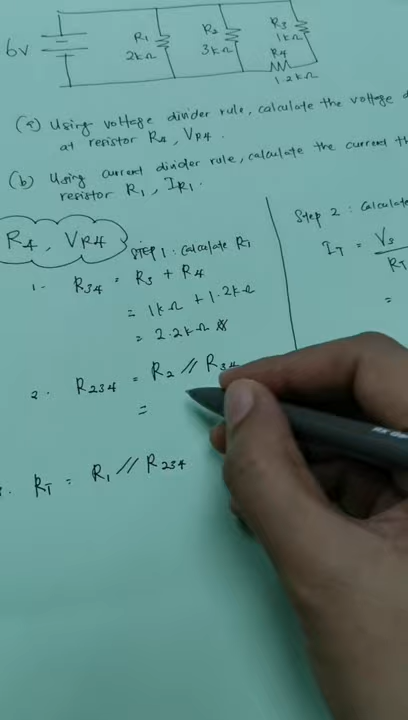 6v
R1
2kΩ
R2
3kΩ
R3
1kΩ
R4
1.2kΩ
(a) Using voltage divider rule, calculate the voltage
at resistor R4, VR4.
(b) Using current divider rule, calculate the current
resistor R1, IR1.
R4, VR4
STEP 1: Calculate RT
1. R34 = R3 + R4
= 1kΩ + 1.2kΩ
= 2.2kΩ
2. R234 = R2 // R34
=
3. RT = R1 // R234
Step 2: Calculate
IT = Vs
RT
=